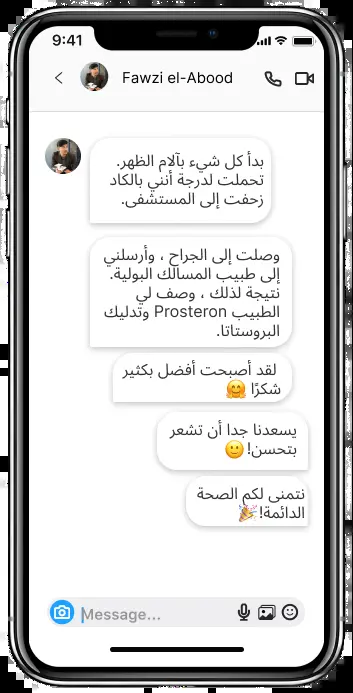 9:41
Fawzi el-Abood
بدأ كل شيء بآلام الظهر.
تحملت لدرجة أنني بالكاد
زحفت إلى المستشفى.
وصلت إلى الجراح ، وأرسلني
إلى طبيب المسالك البولية.
نتيجة لذلك ، وصف لي
الطبيب Prosteron وتدليك
البروستاتا.
لقد أصبحت أفضل بكثير
شكرًا 🤗
يسعدنا جدا أن تشعر
بتحسن! 🙂
نتمنى لكم الصحة
الدائمة!🎉
Message...